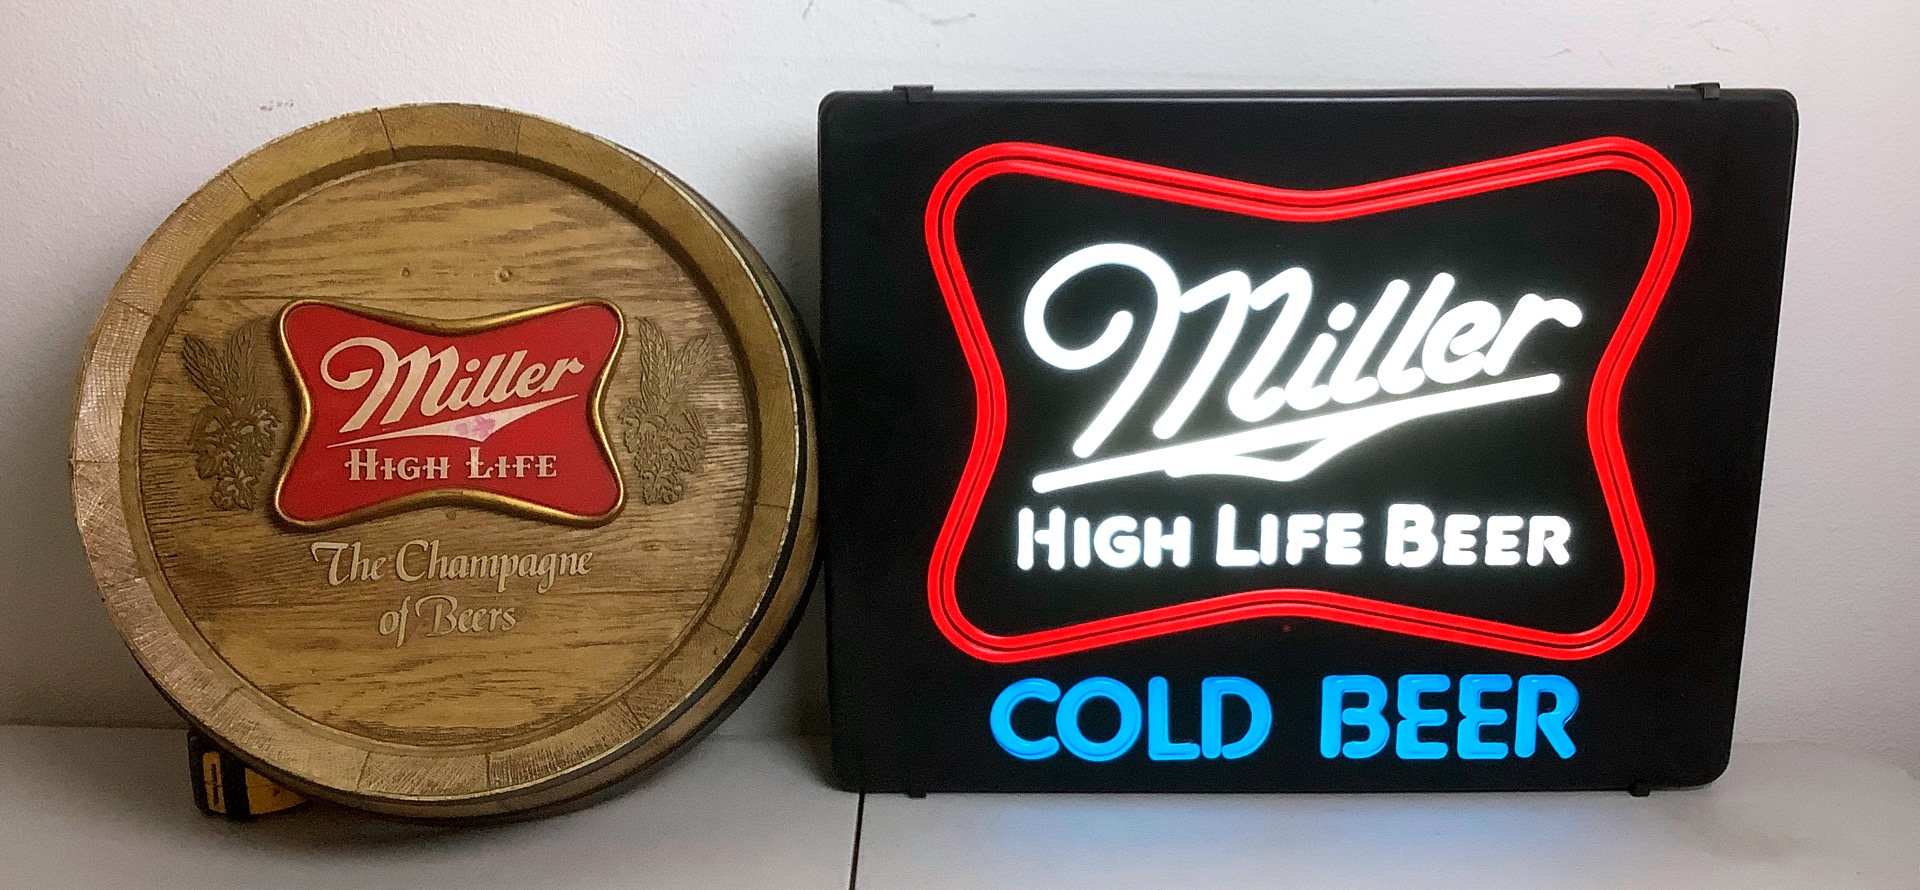 Miller
HIGH LIFE
The Champagne
of Beers
Miller
HIGH LIFE BEER
COLD BEER